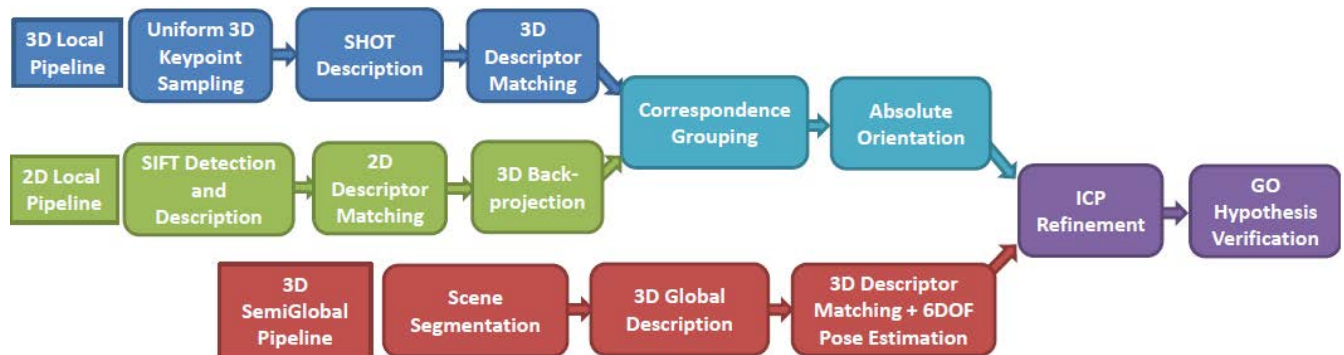 3D Local
Pipeline
Uniform 3D
Keypoint
Sampling
SHOT
Description
3D
Descriptor
Matching
2D Local
Pipeline
SIFT Detection
and
Description
2D
Descriptor
Matching
3D Back-
projection
Correspondence
Grouping
Absolute
Orientation
3D
SemiGlobal
Pipeline
Scene
Segmentation
3D Global
Description
3D Descriptor
Matching + 6DOF
Pose Estimation
ICP
Refinement
GO
Hypothesis
Verification